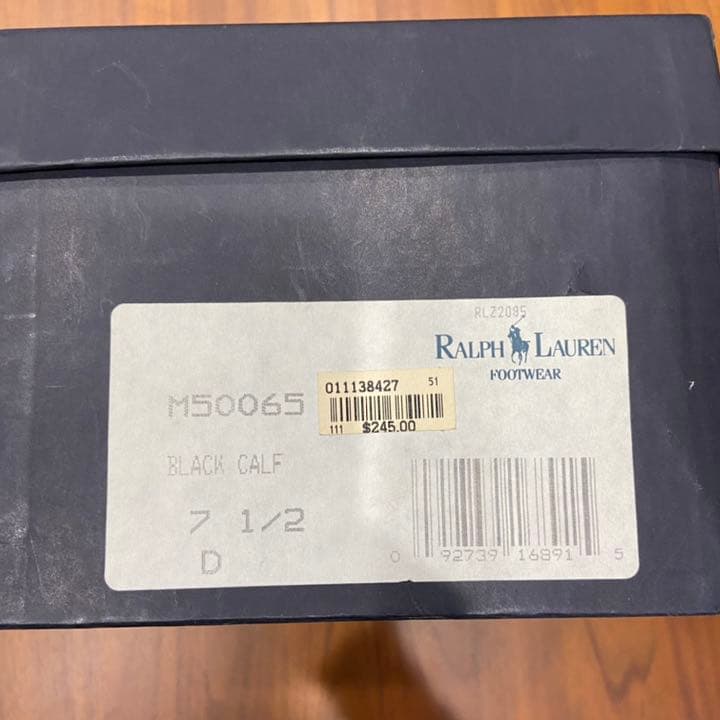 RLZ2085
RALPH LAUREN
FOOTWEAR
M50065
011138427 51
111 $245.00
BLACK CALF
7 1/2
D
0 92739 16891 5